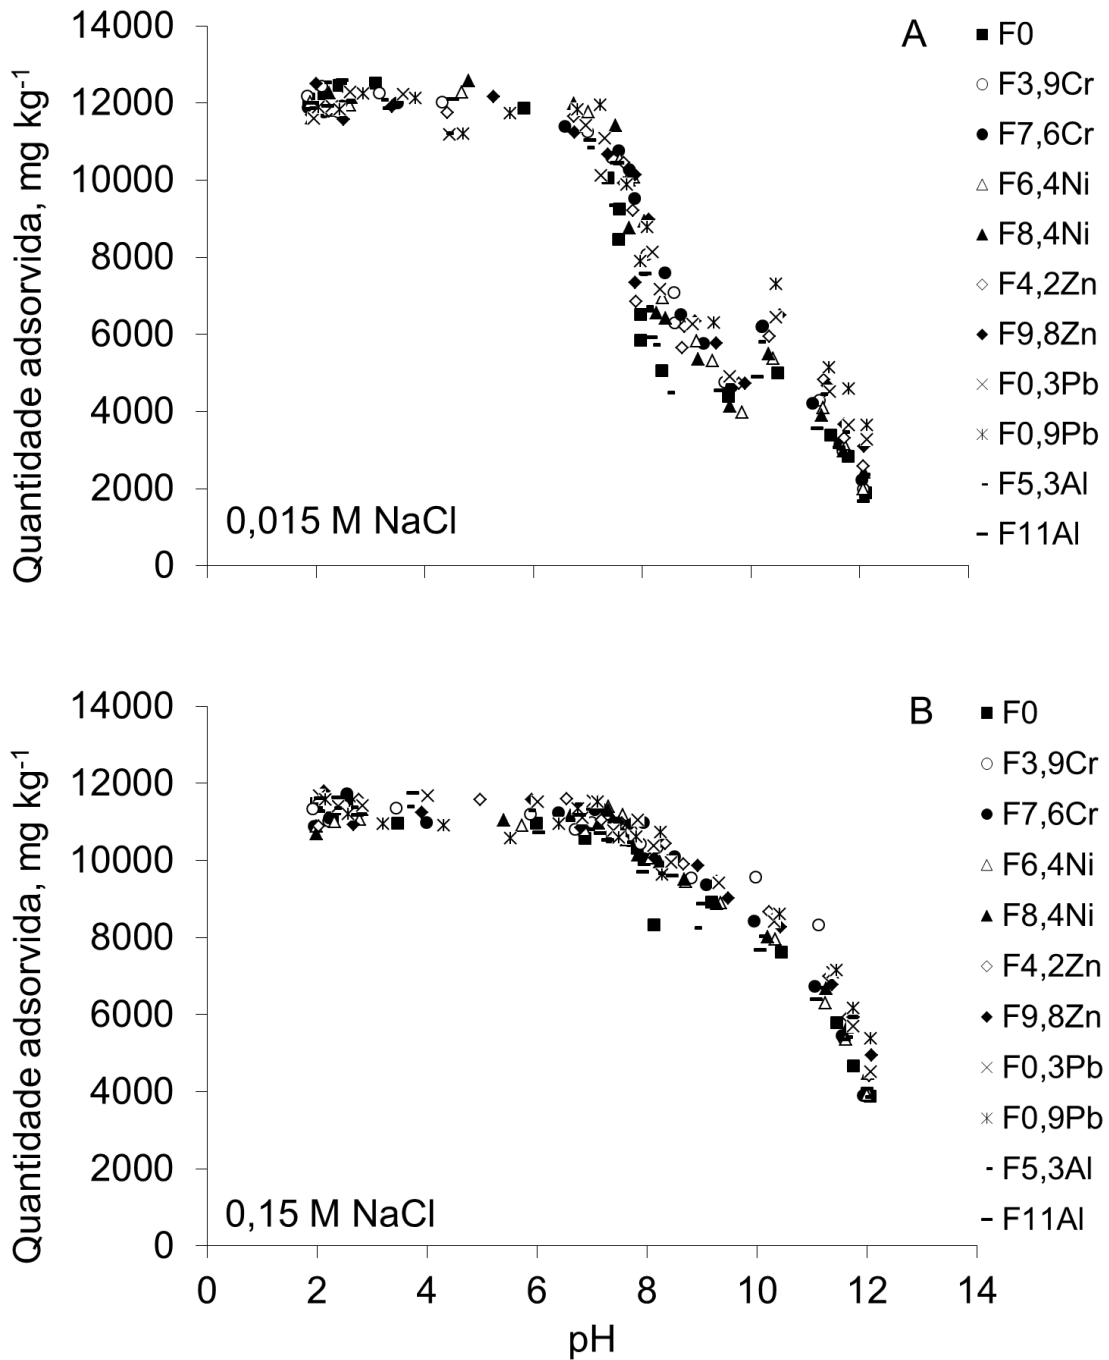 A
Quantidade adsorvida, mg kg-1
14000
12000
10000
8000
6000
4000
2000
0
0,015 M NaCl
F0
F3,9Cr
F7,6Cr
F6,4Ni
F8,4Ni
F4,2Zn
F9,8Zn
F0,3Pb
F0,9Pb
F5,3Al
F11Al
B
Quantidade adsorvida, mg kg-1
14000
12000
10000
8000
6000
4000
2000
0
0,15 M NaCl
F0
F3,9Cr
F7,6Cr
F6,4Ni
F8,4Ni
F4,2Zn
F9,8Zn
F0,3Pb
F0,9Pb
F5,3Al
F11Al
0 2 4 6 8 10 12 14
pH